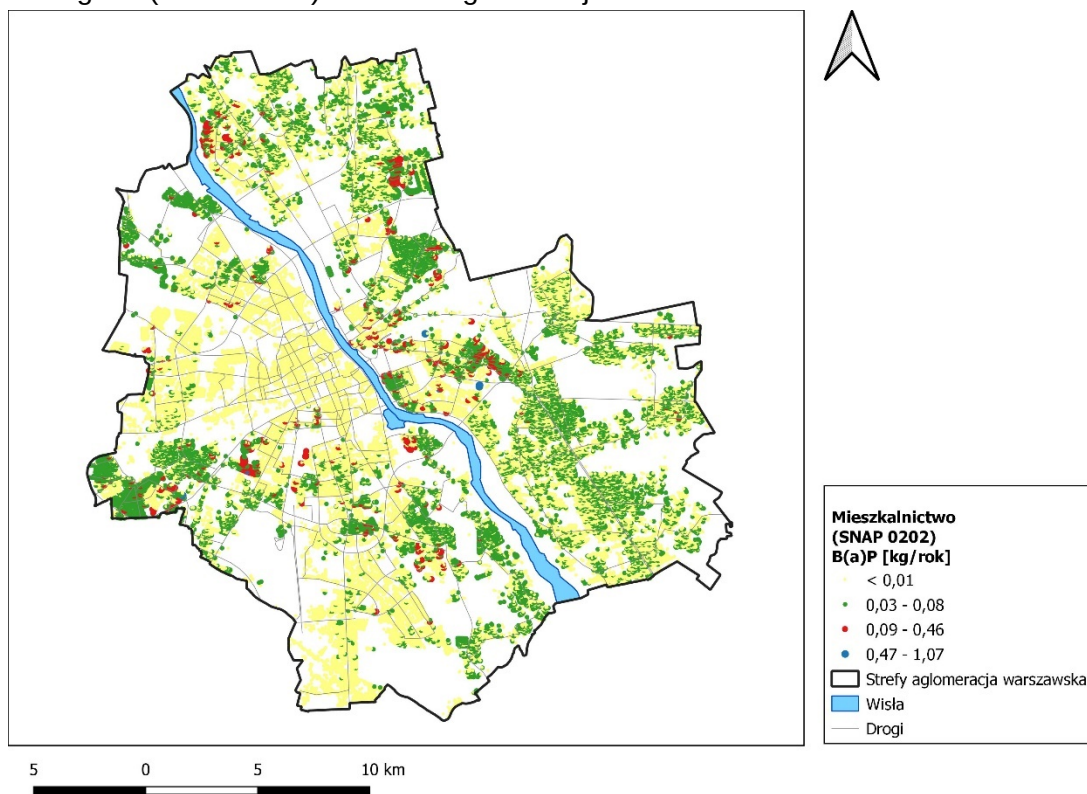 Mieszkalnictwo
(SNAP 0202)
B(a)P [kg/rok]
< 0,01
0,03 - 0,08
0,09 - 0,46
0,47 - 1,07
Strefy aglomeracja warszawska
Wisła
Drogi
5 0 5 10 km